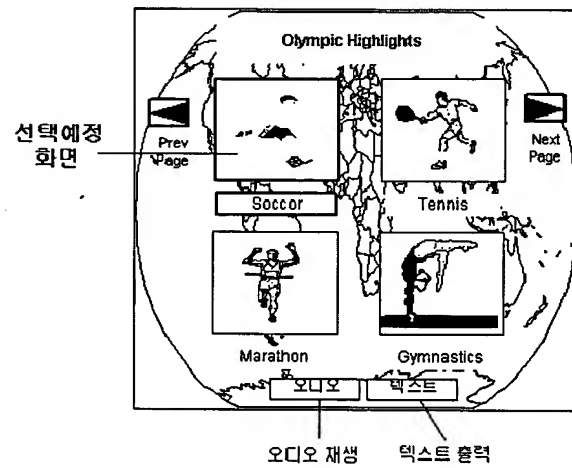 Olympic Highlights
선택예정
화면
Prev
Page
Next
Page
Soccor
Tennis
Marathon
Gymnastics
오디오
텍스트
오디오 재생
텍스트 출력